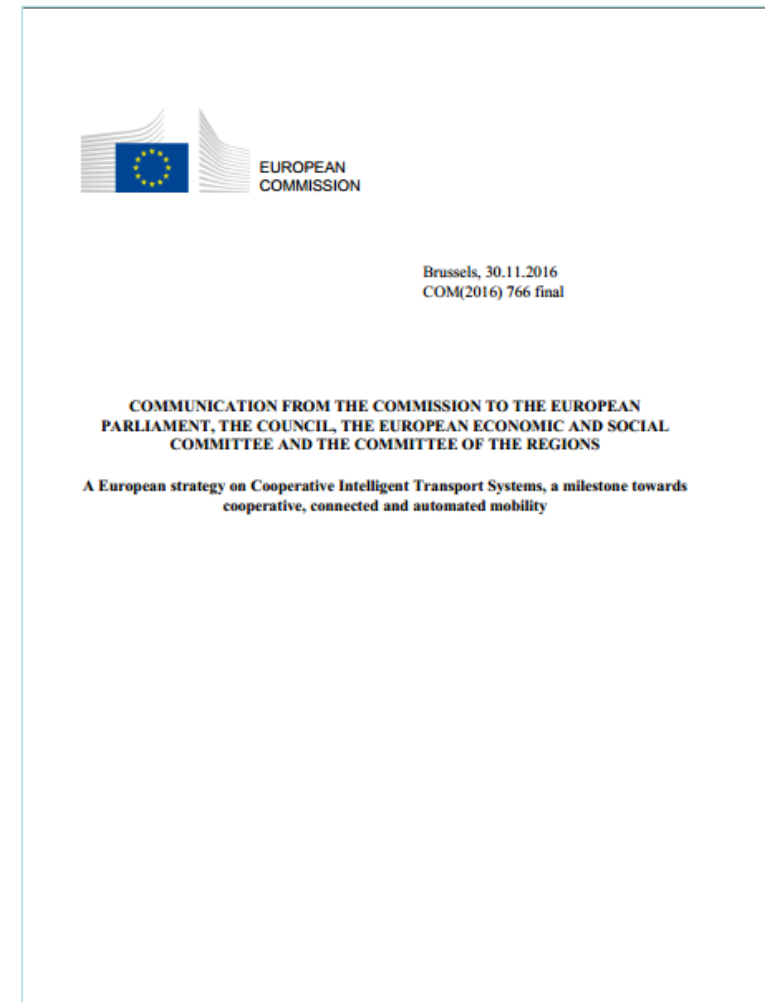 EUROPEAN
COMMISSION
Brussels, 30.11.2016
COM(2016) 766 final
COMMUNICATION FROM THE COMMISSION TO THE EUROPEAN
PARLIAMENT, THE COUNCIL, THE EUROPEAN ECONOMIC AND SOCIAL
COMMITTEE AND THE COMMITTEE OF THE REGIONS
A European strategy on Cooperative Intelligent Transport Systems, a milestone towards
cooperative, connected and automated mobility